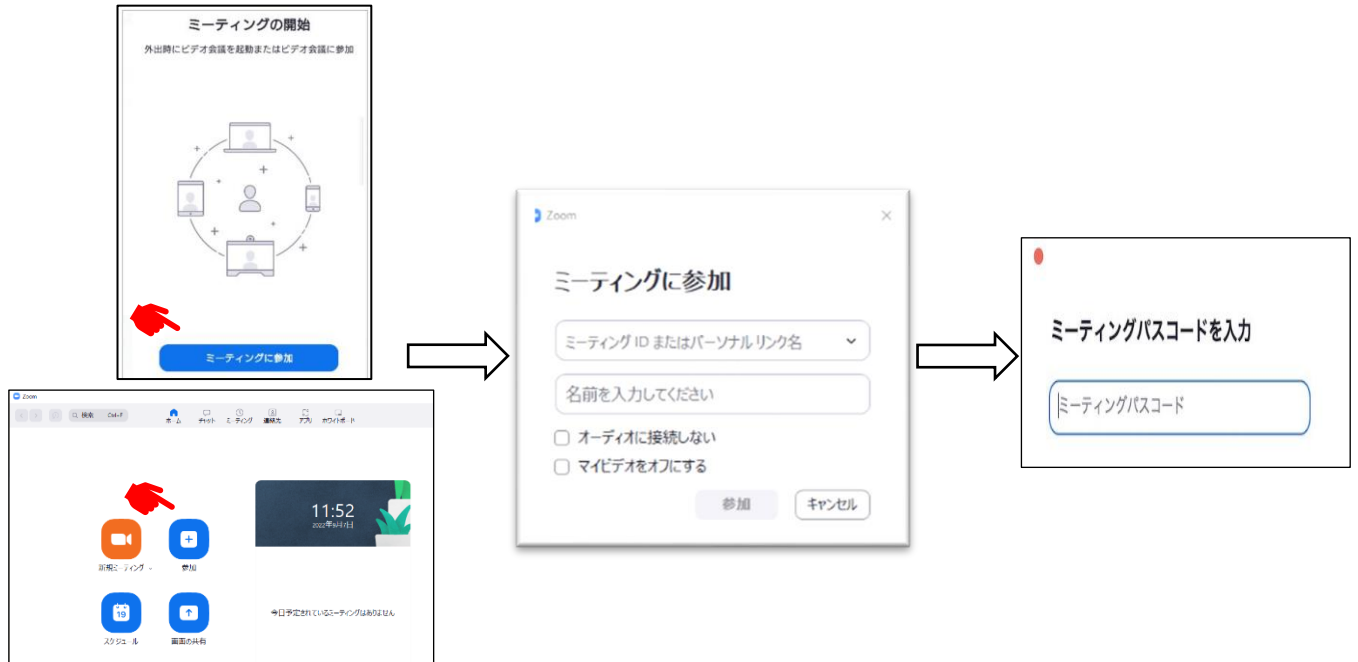 ミーティングの開始
外出時にビデオ会議を起動またはビデオ会議に参加
ミーティングに参加
Zoom
検索 Ctrl+F
ホーム チャット ミーティング 連絡先 アプリ ホワイトボード
11:52
新規ミーティング
参加
19
スケジュール
画面の共有
今日予定されているミーティングはありません
Zoom
ミーティングに参加
ミーティング ID またはパーソナル リンク名
名前を入力してください
オーディオに接続しない
マイビデオをオフにする
参加
キャンセル
ミーティングパスコードを入力
ミーティングパスコード